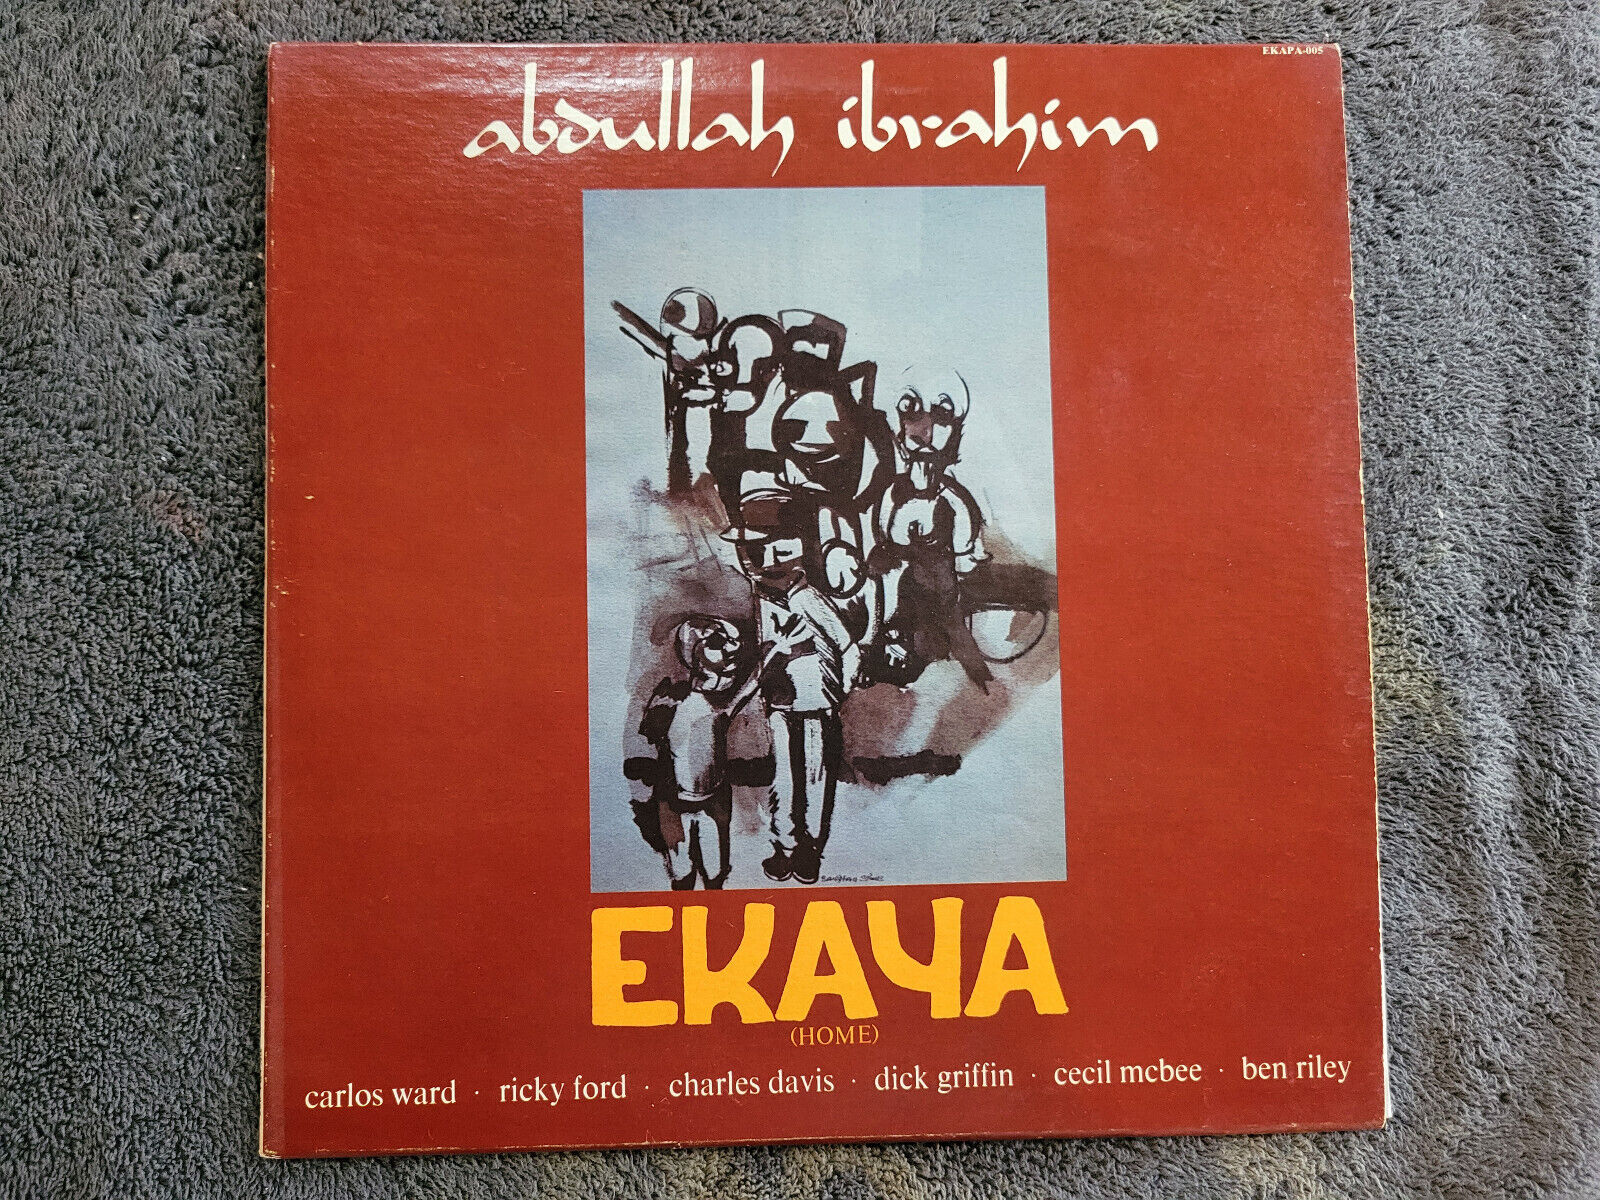 EKAPA-005
abdullah ibrahim
EKAYA
(HOME)
carlos ward · ricky ford · charles davis · dick griffin · cecil mcbee · ben riley